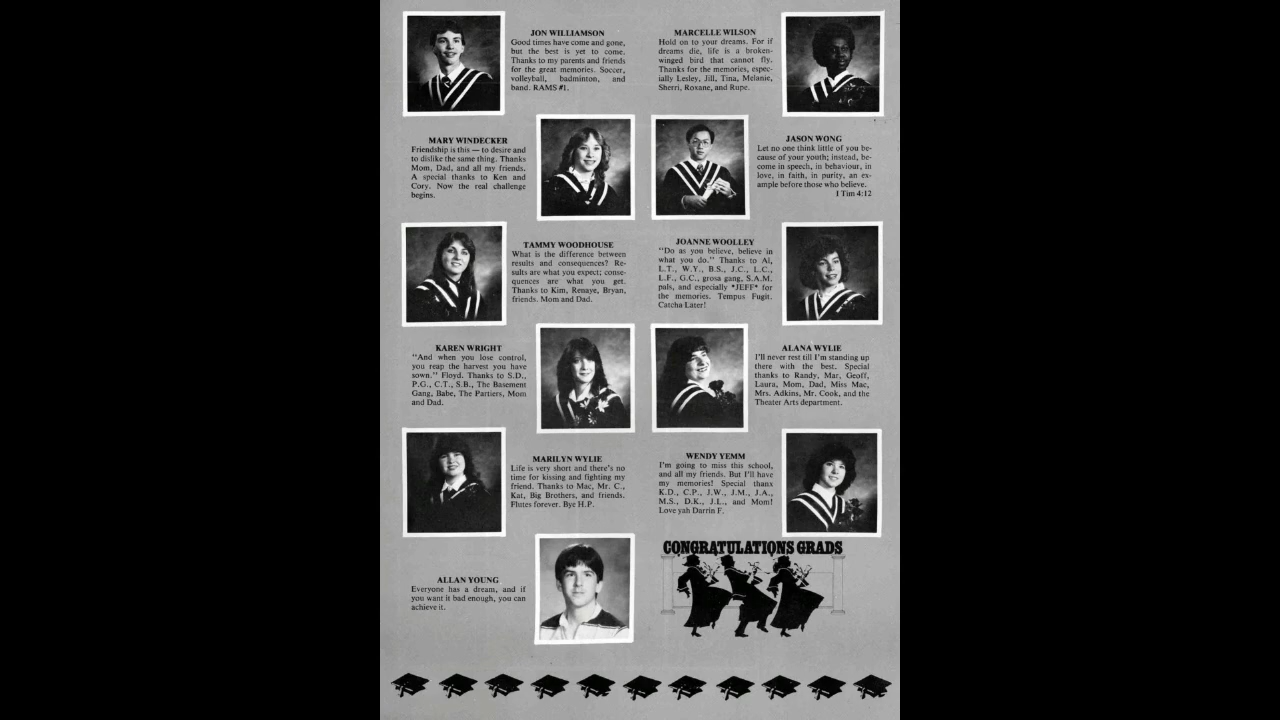 JON WILLIAMSON
Good times have come and gone,
but the best is yet to come.
Thanks to my parents and friends
for the great memories. Soccer,
volleyball, badminton, and
band. RAMS #1.
MARCELLE WILSON
Hold on to your dreams. For if
dreams die, life is a broken-
winged bird that cannot fly.
Thanks for the memories, espec-
ially Lesley, Jill, Tina, Melanie,
Sherri, Roxane, and Rupe.
MARY WINDECKER
Friendship is this — to desire and
to dislike the same thing. Thanks
Mom, Dad, and all my friends.
A special thanks to Ken and
Cory. Now the real challenge
begins.
JASON WONG
Let no one think little of you be-
cause of your youth; instead, be-
come in speech, in behaviour, in
love, in faith, in purity, an ex-
ample before those who believe.
I Tim 4:12
TAMMY WOODHOUSE
What is the difference between
results and consequences? Re-
sults are what you expect; conse-
quences are what you get.
Thanks to Kim, Renaye, Bryan,
friends. Mom and Dad.
JOANNE WOOLLEY
"Do as you believe, believe in
what you do." Thanks to Al,
L.T., W.Y., B.S., J.C., L.C.,
L.F., G.C., grosa gang, S.A.M.
pals, and especially *JEFF* for
the memories. Tempus Fugit.
Catcha Later!
KAREN WRIGHT
"And when you lose control,
you reap the harvest you have
sown." Floyd. Thanks to S.D.,
P.G., C.T., S.B., The Basement
Gang, Babe, The Partiers, Mom
and Dad.
ALANA WYLIE
I'll never rest till I'm standing up
there with the best. Special
thanks to Randy, Mar, Geoff,
Laura, Mom, Dad, Miss Mac,
Mrs. Adkins, Mr. Cook, and the
Theater Arts department.
MARILYN WYLIE
Life is very short and there's no
time for kissing and fighting my
friend. Thanks to Mac, Mr. C.,
Kat, Big Brothers, and friends.
Flutes forever. Bye H.P.
WENDY YEMM
I'm going to miss this school,
and all my friends. But I'll have
my memories! Special thanx
K.D., C.P., J.W., J.M., J.A.,
M.S., D.K., J.L., and Mom!
Love yah Darrin F.
ALLAN YOUNG
Everyone has a dream, and if
you want it bad enough, you can
achieve it.
CONGRATULATIONS GRADS